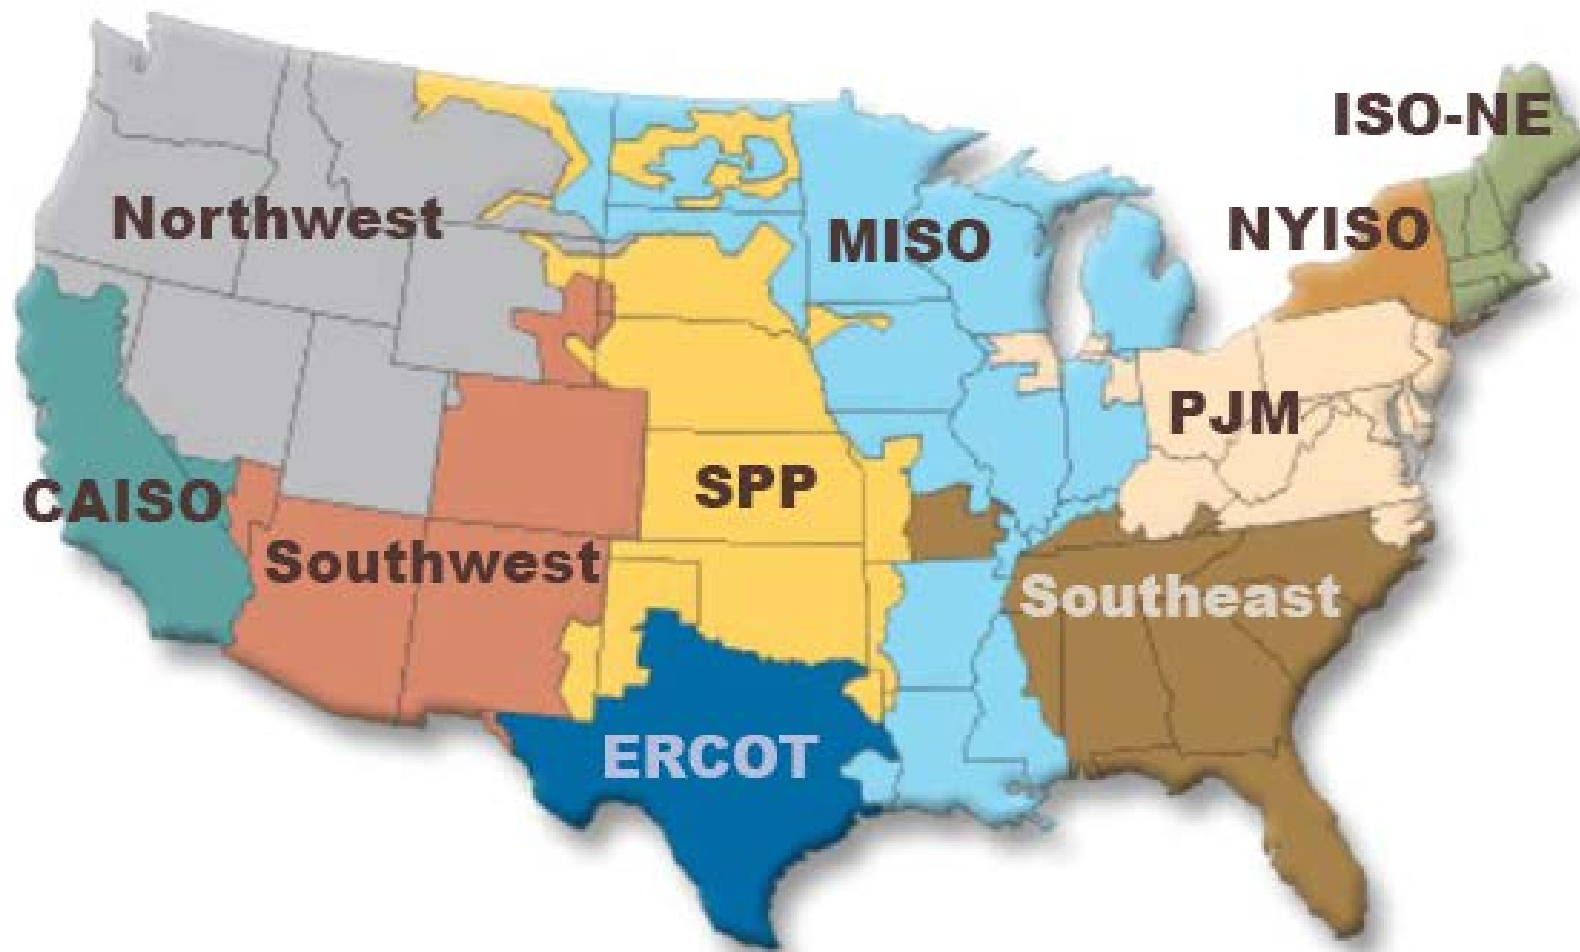 ISO-NE
Northwest
NYISO
MISO
PJM
CAISO
SPP
Southwest
Southeast
ERCOT